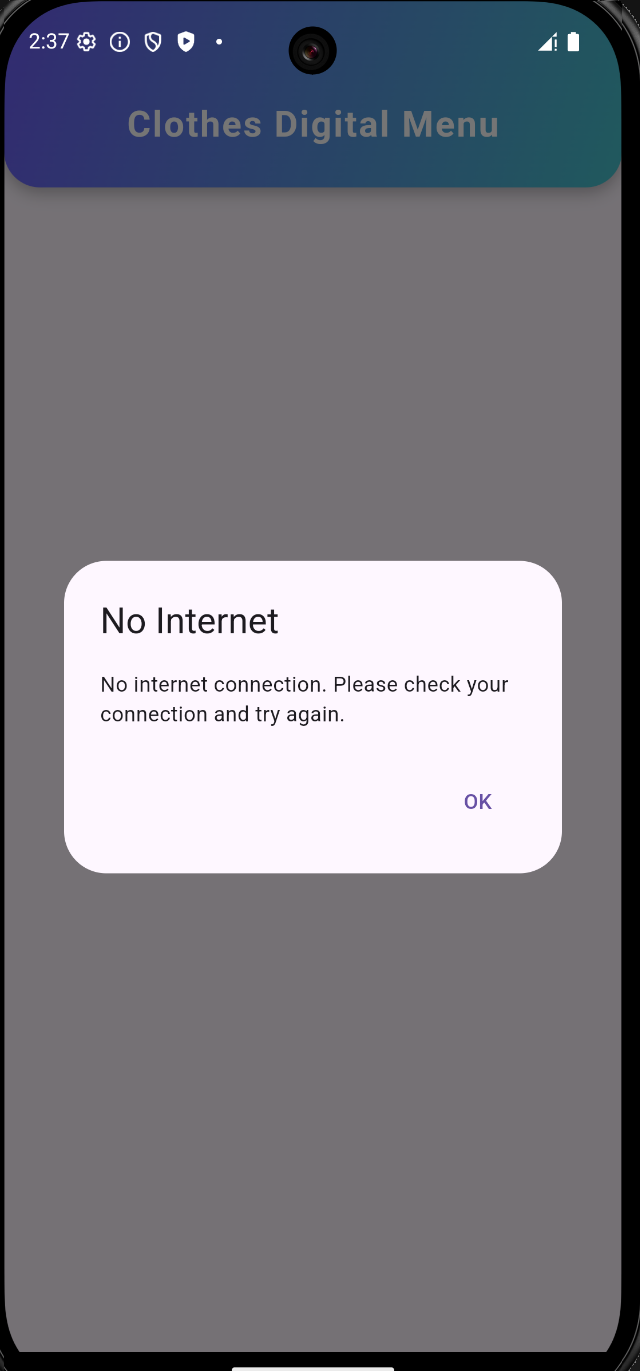 2:37
Clothes Digital Menu
No Internet
No internet connection. Please check your
connection and try again.
OK